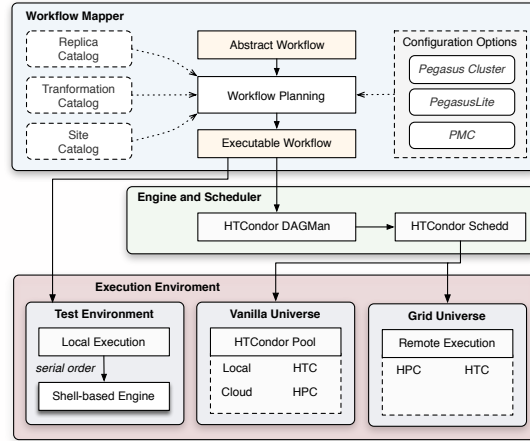 Workflow Mapper
Replica
Catalog
Abstract Workflow
Configuration Options
Pegasus Cluster
Tranformation
Catalog
Workflow Planning
PegasusLite
PMC
Site
Catalog
Executable Workflow
Engine and Scheduler
HTCondor DAGMan
HTCondor Schedd
Execution Enviroment
Test Environment
Local Execution
serial order
Shell-based Engine
Vanilla Universe
HTCondor Pool
Local HTC
Cloud HPC
Grid Universe
Remote Execution
HPC HTC